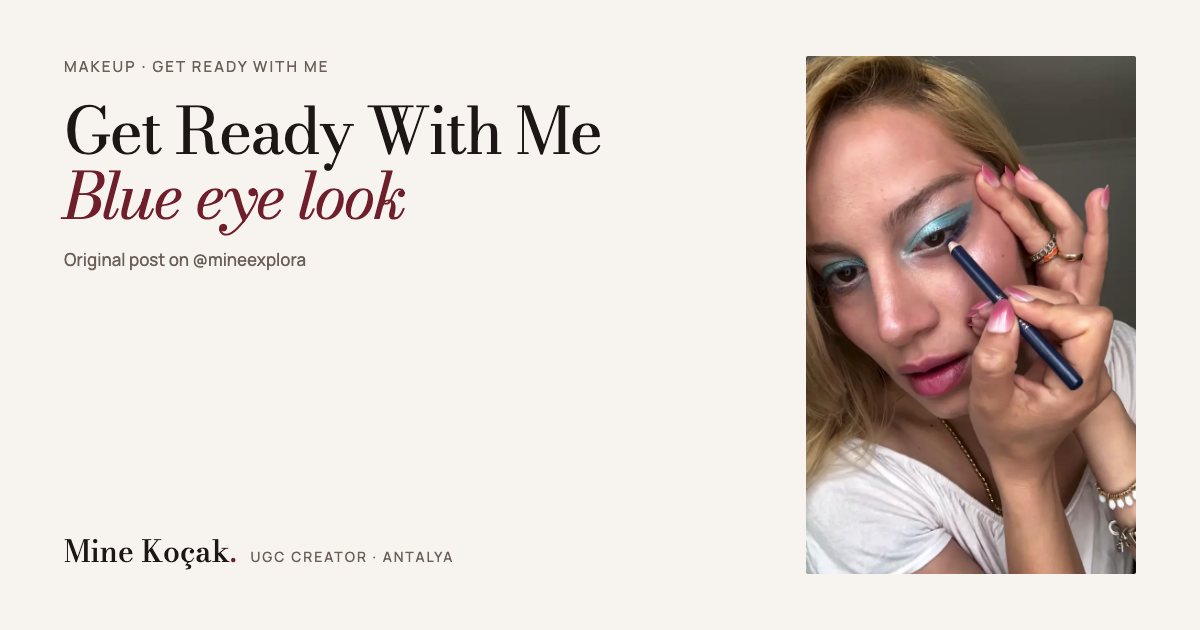 MAKEUP · GET READY WITH ME
Get Ready With Me
Blue eye look
Original post on @mineexplora
Mine Koçak. UGC CREATOR · ANTALYA